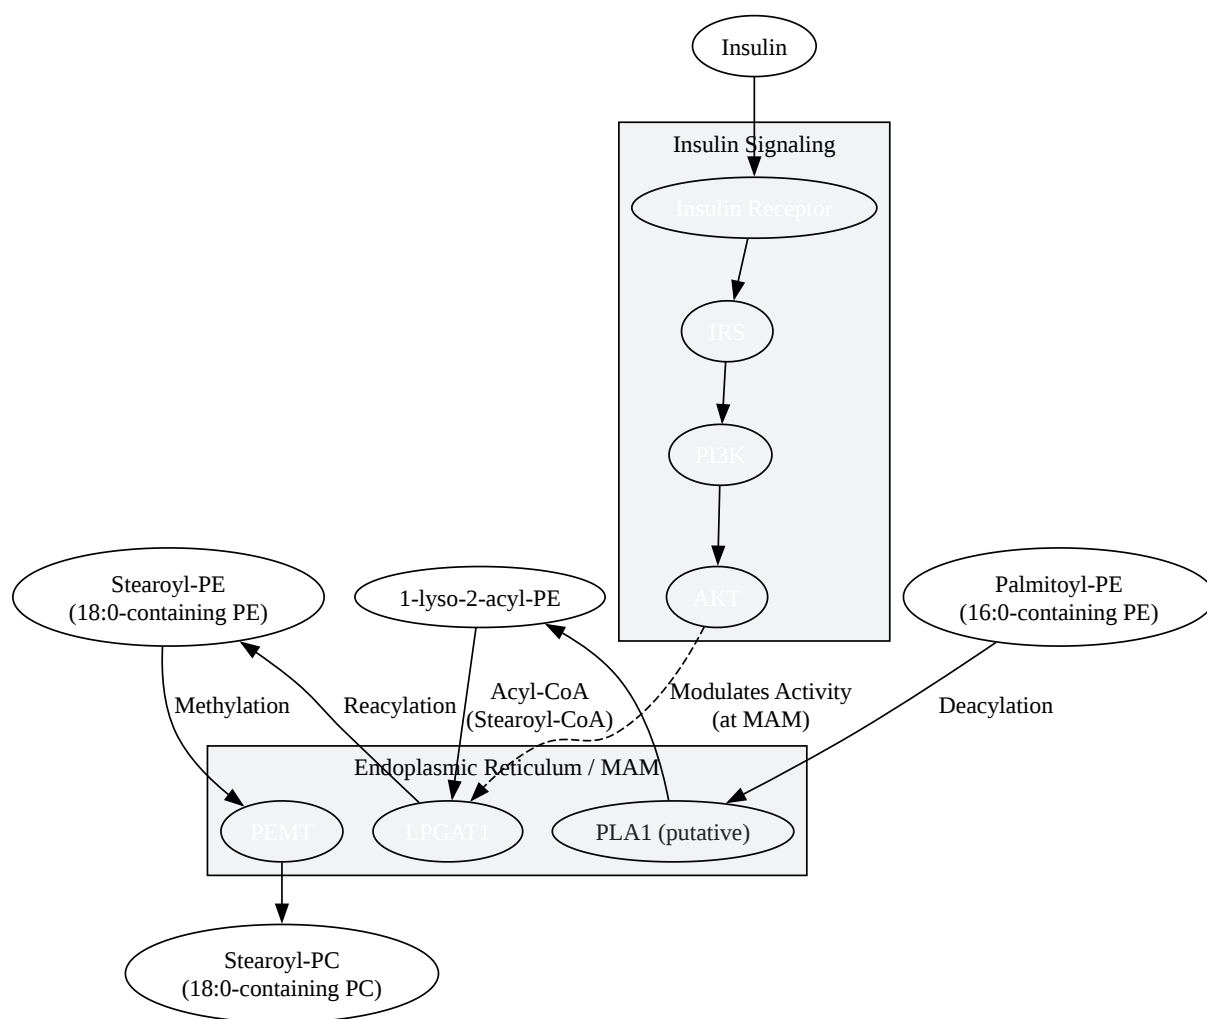 Insulin
Insulin Signaling
Insulin Receptor
IRS
PI3K
AKT
Stearoyl-PE
(18:0-containing PE)
1-lyso-2-acyl-PE
Palmitoyl-PE
(16:0-containing PE)
Methylation
Reacylation
Acyl-CoA
(Stearoyl-CoA)
Modulates Activity
(at MAM)
Deacylation
Endoplasmic Reticulum / MAM
PEMT
LPGAT1
PLA1 (putative)
Stearoyl-PC
(18:0-containing PC)